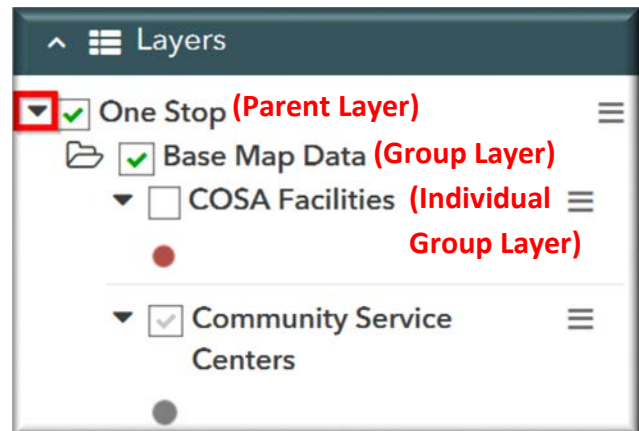 Layers
One Stop (Parent Layer)
Base Map Data (Group Layer)
COSA Facilities (Individual
Group Layer)
Community Service
Centers